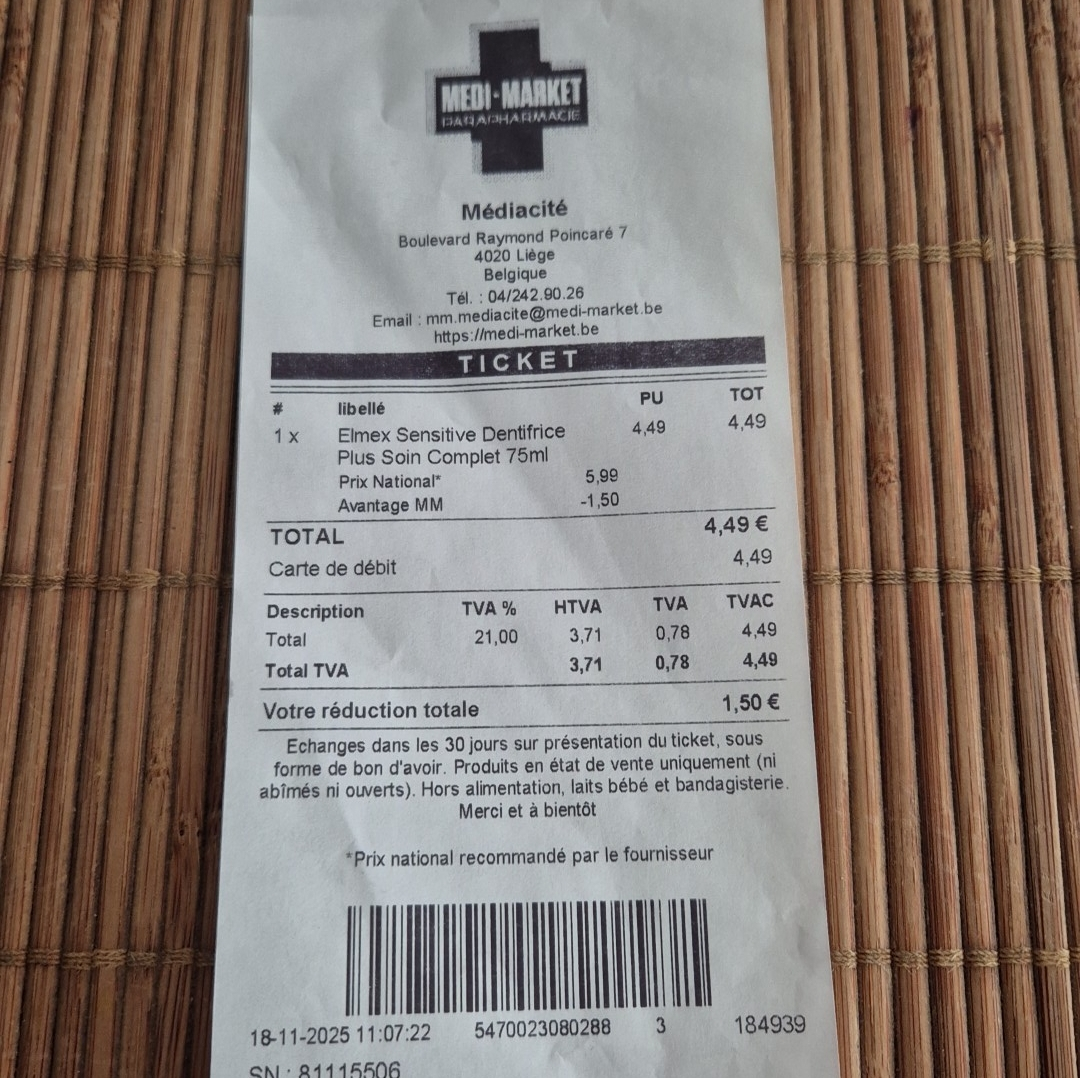 MEDI-MARKET
PARAPHARMACIE
Médiacité
Boulevard Raymond Poincaré 7
4020 Liège
Belgique
Tél. : 04/242.90.26
Email : mm.mediacite@medi-market.be
https://medi-market.be
TICKET
# libellé PU TOT
1 x Elmex Sensitive Dentifrice 4,49 4,49
Plus Soin Complet 75ml
Prix National* 5,99
Avantage MM -1,50
TOTAL 4,49 €
Carte de débit 4,49
Description TVA % HTVA TVA TVAC
Total 21,00 3,71 0,78 4,49
Total TVA 3,71 0,78 4,49
Votre réduction totale 1,50 €
Echanges dans les 30 jours sur présentation du ticket, sous
forme de bon d'avoir. Produits en état de vente uniquement (ni
abîmés ni ouverts). Hors alimentation, laits bébé et bandagisterie.
Merci et à bientôt
*Prix national recommandé par le fournisseur
18-11-2025 11:07:22 5470023080288 3 184939
SN : 81115506